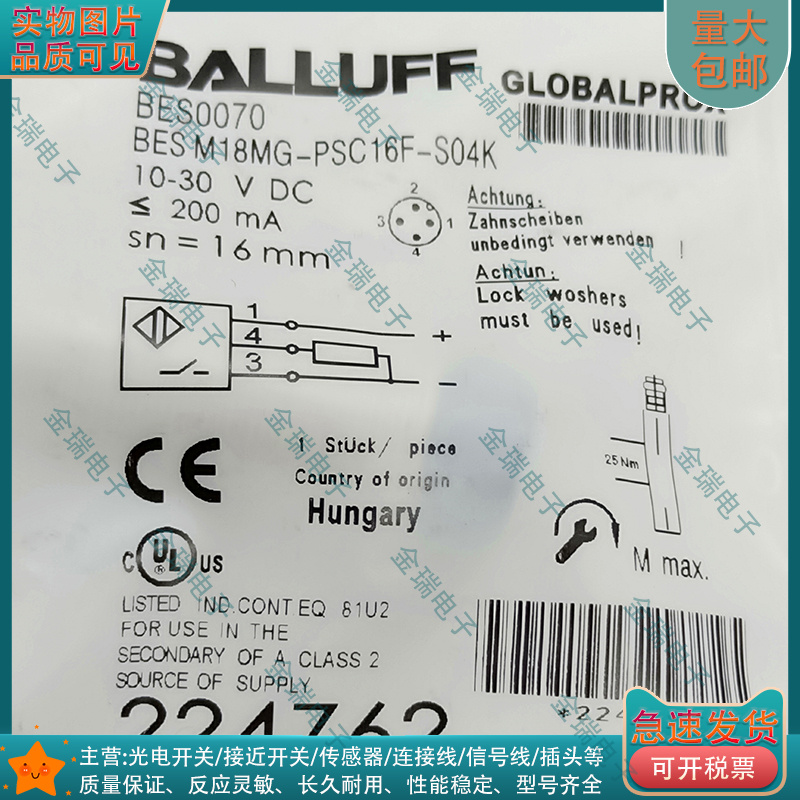 实物图片
品质可见
量大
包邮
BALLUFF
GLOBALPROX
BES0070
BES M18MG-PSC16F-S04K
10-30 V DC
≤ 200 mA
sn = 16 mm
2
3
1
4
Achtung:
Zahnscheiben
unbedingt verwenden !
Achtun:
Lock woshers
must be used!
1
4
3
+
−
CE
1 Stück/ piece
Country of origin
Hungary
25 Nm
M max.
C UL US
LISTED IND.CONT EQ 81U2
FOR USE IN THE
SECONDARY OF A CLASS 2
SOURCE OF SUPPLY
224762
*224
金瑞电子
急速发货
可开税票
主营:光电开关/接近开关/传感器/连接线/信号线/插头等
质量保证、反应灵敏、长久耐用、性能稳定、型号齐全